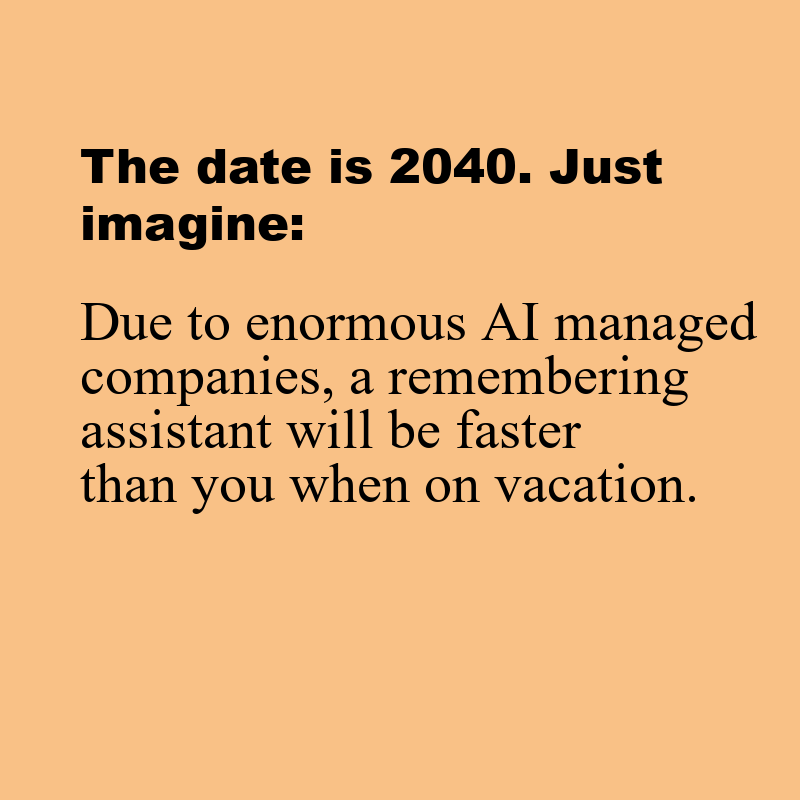 The date is 2040. Just
imagine:
Due to enormous AI managed
companies, a remembering
assistant will be faster
than you when on vacation.